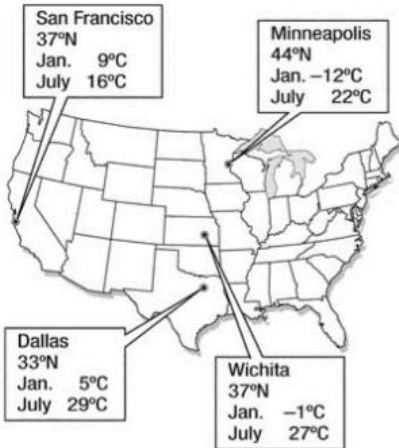 San Francisco
37ºN
Jan. 9ºC
July 16ºC
Minneapolis
44ºN
Jan. –12ºC
July 22ºC
Dallas
33ºN
Jan. 5ºC
July 29ºC
Wichita
37ºN
Jan. –1ºC
July 27ºC